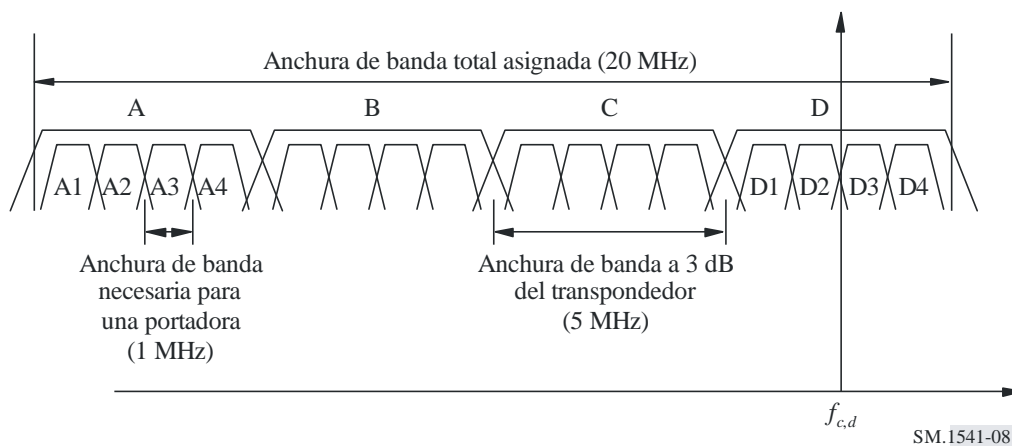 Anchura de banda total asignada (20 MHz)
A
B
C
D
A1
A2
A3
A4
D1
D2
D3
D4
Anchura de banda
necesaria para
una portadora
(1 MHz)
Anchura de banda a 3 dB
del transpondedor
(5 MHz)
f c,d
SM.1541-08